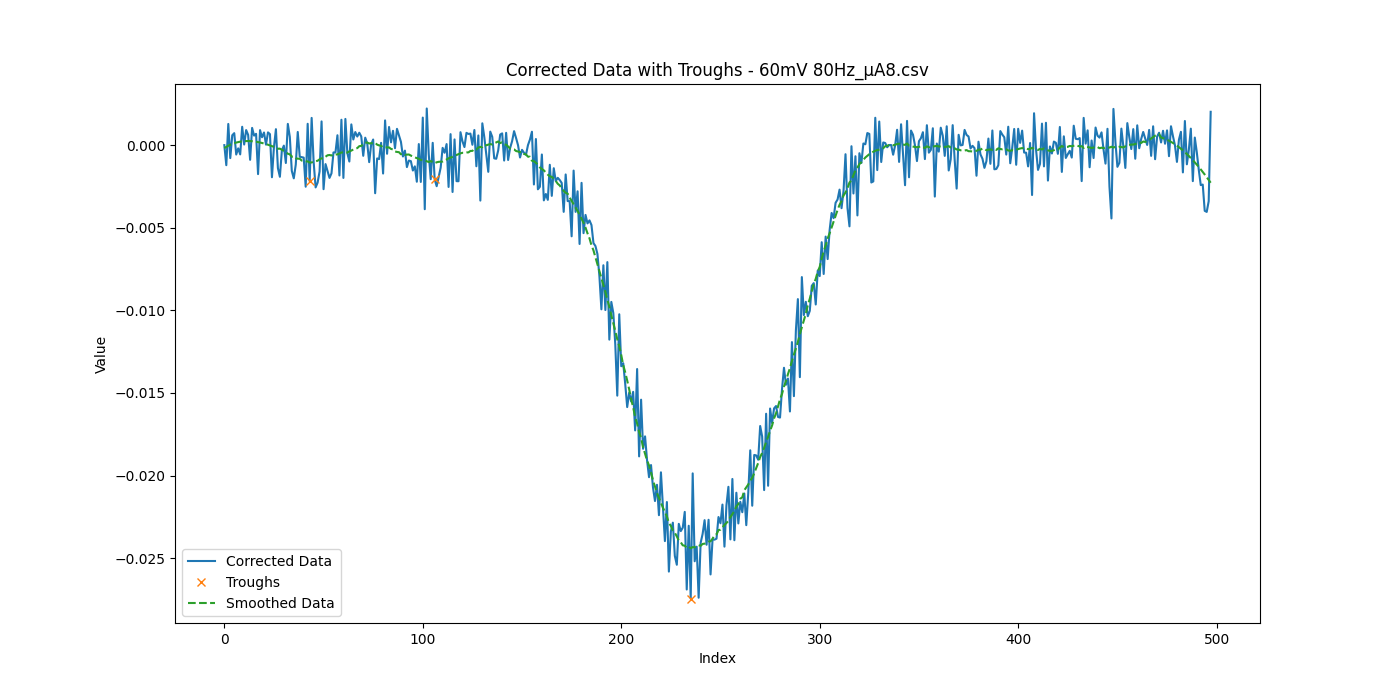 Corrected Data with Troughs - 60mV 80Hz_μA8.csv
Value
0.000
−0.005
−0.010
−0.015
−0.020
−0.025
Corrected Data
Troughs
Smoothed Data
0 100 200 300 400 500
Index